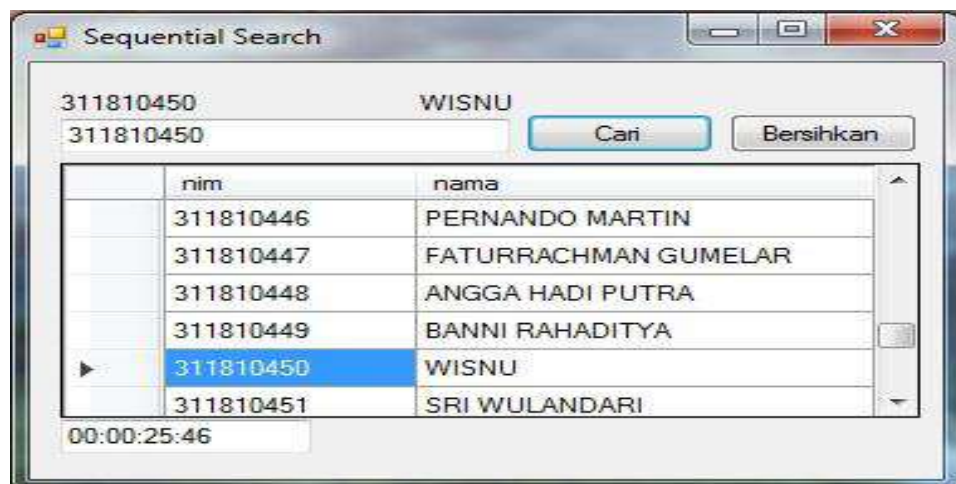 Sequential Search
311810450 WISNU
311810450 Cari Bersihkan
nim nama
311810446 PERNANDO MARTIN
311810447 FATURRACHMAN GUMELAR
311810448 ANGGA HADI PUTRA
311810449 BANNI RAHADITYA
311810450 WISNU
311810451 SRI WULANDARI
00:00:25:46